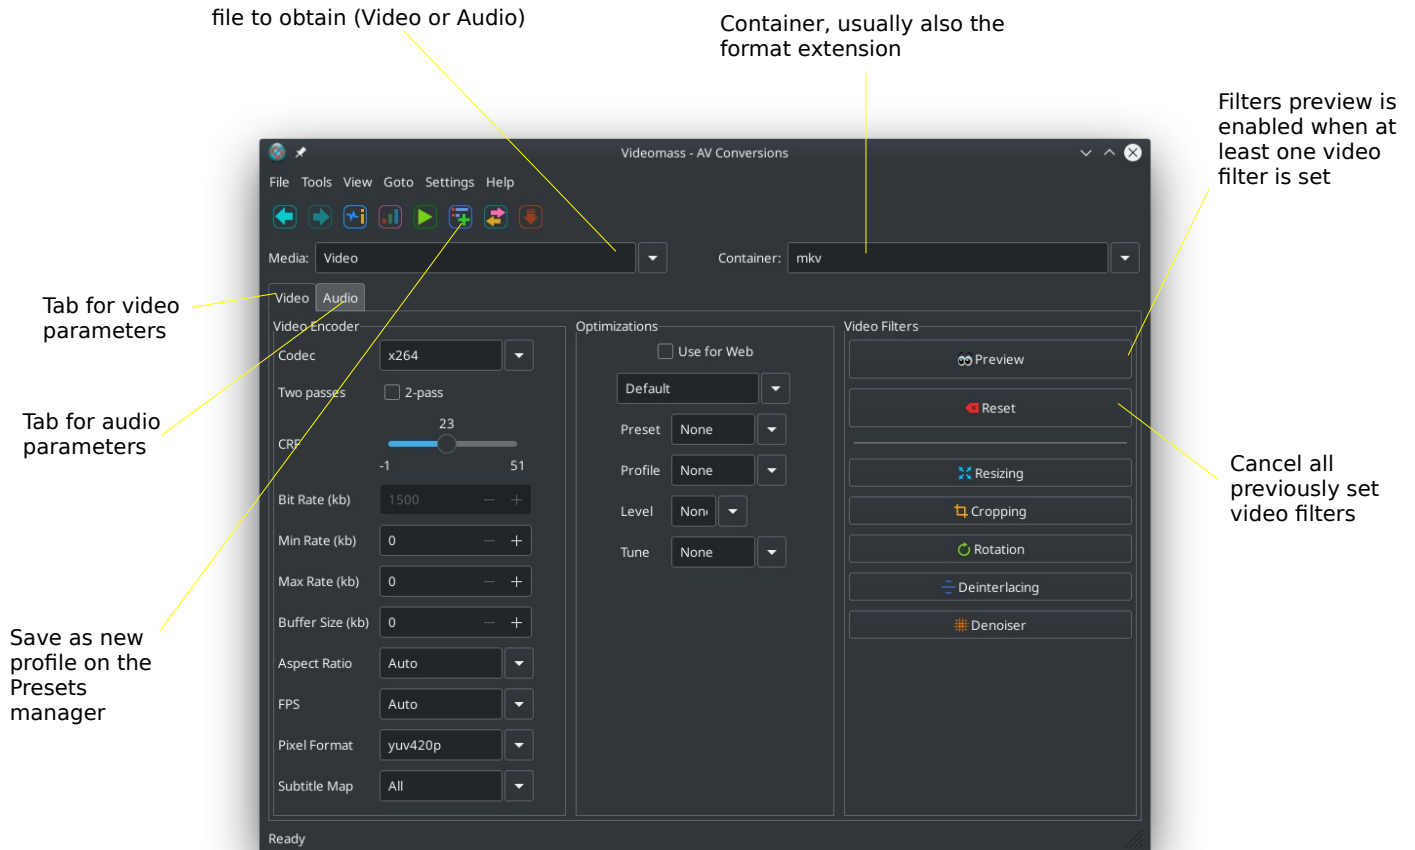 file to obtain (Video or Audio)
Container, usually also the
format extension
Filters preview is
enabled when at
least one video
filter is set
Videomass - AV Conversions
File Tools View Goto Settings Help
Media: Video
Container: mkv
Tab for video
parameters
Video Audio
Video Encoder
Codec x264
Two passes 2-pass
CRF 23
-1 51
Bit Rate (kb) 1500
Min Rate (kb) 0
Max Rate (kb) 0
Buffer Size (kb) 0
Aspect Ratio Auto
FPS Auto
Pixel Format yuv420p
Subtitle Map All
Optimizations
Use for Web
Default
Preset None
Profile None
Level Non
Tune None
Video Filters
Preview
Reset
Resizing
Cropping
Rotation
Deinterlacing
Denoiser
Tab for audio
parameters
Cancel all
previously set
video filters
Save as new
profile on the
Presets
manager
Ready